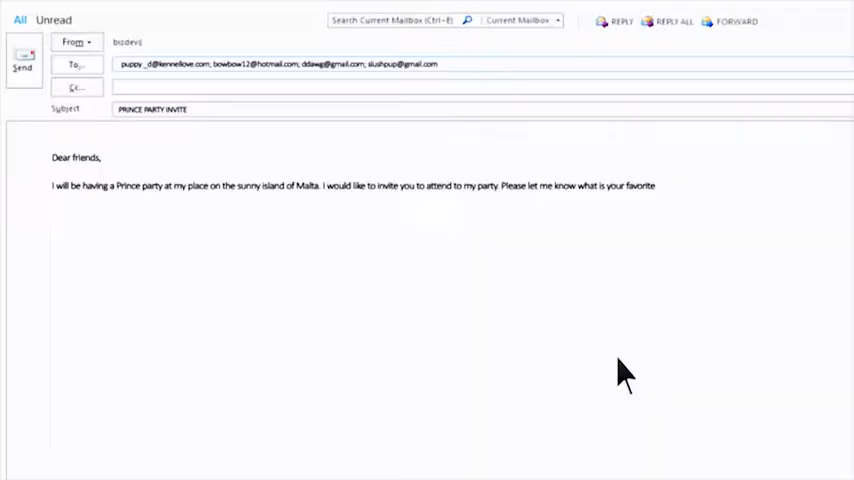 All Unread
Search Current Mailbox (Ctrl-E) Current Mailbox REPLY REPLY ALL FORWARD
From bizdev(
Send
To... puppy_d@kennellove.com; bowbow12@hotmail.com; ddawg@gmail.com; slushpup@gmail.com
Cc...
Subject PRINCE PARTY INVITE
Dear friends,
I will be having a Prince party at my place on the sunny island of Malta. I would like to invite you to attend to my party. Please let me know what is your favorite